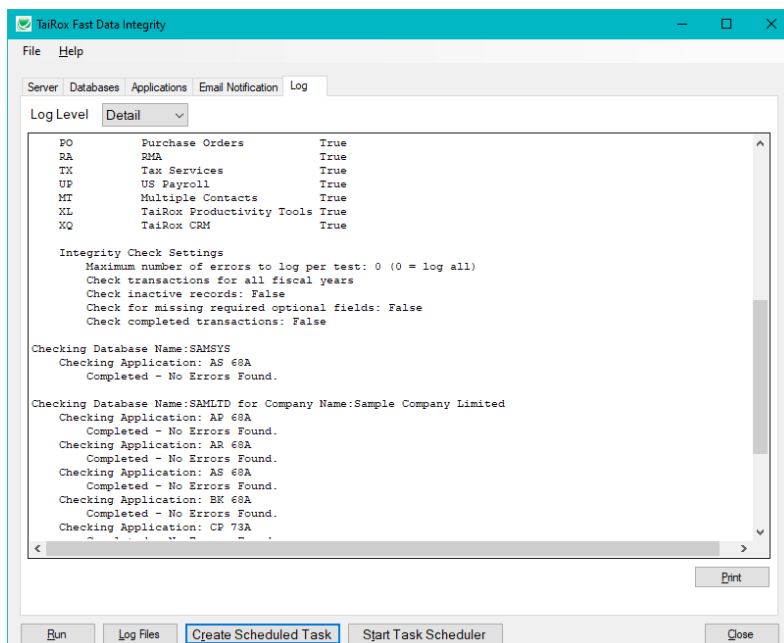 TaiRox Fast Data Integrity
File Help
Server Databases Applications Email Notification Log
Log Level Detail
PO Purchase Orders True
RA RMA True
TX Tax Services True
UP US Payroll True
MT Multiple Contacts True
XL TaiRox Productivity Tools True
XQ TaiRox CRM True
Integrity Check Settings
Maximum number of errors to log per test: 0 (0 = log all)
Check transactions for all fiscal years
Check inactive records: False
Check for missing required optional fields: False
Check completed transactions: False
Checking Database Name:SAMSYS
Checking Application: AS 68A
Completed - No Errors Found.
Checking Database Name:SAMLTD for Company Name:Sample Company Limited
Checking Application: AP 68A
Completed - No Errors Found.
Checking Application: AR 68A
Completed - No Errors Found.
Checking Application: AS 68A
Completed - No Errors Found.
Checking Application: BK 68A
Completed - No Errors Found.
Checking Application: CP 73A
Print
Run Log Files Create Scheduled Task Start Task Scheduler Close